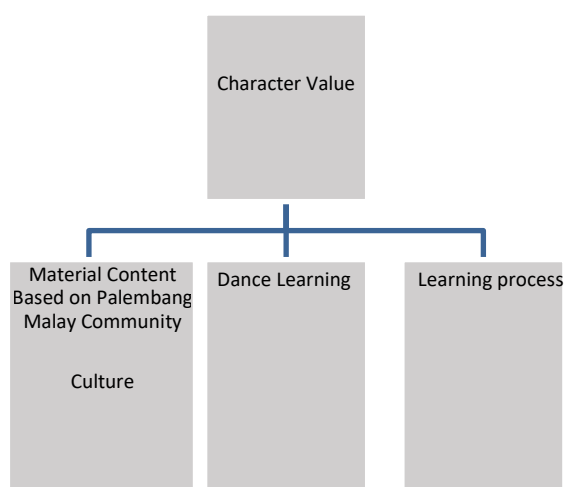 Character Value
Material Content
Based on Palembang
Malay Community
Culture
Dance Learning
Learning process